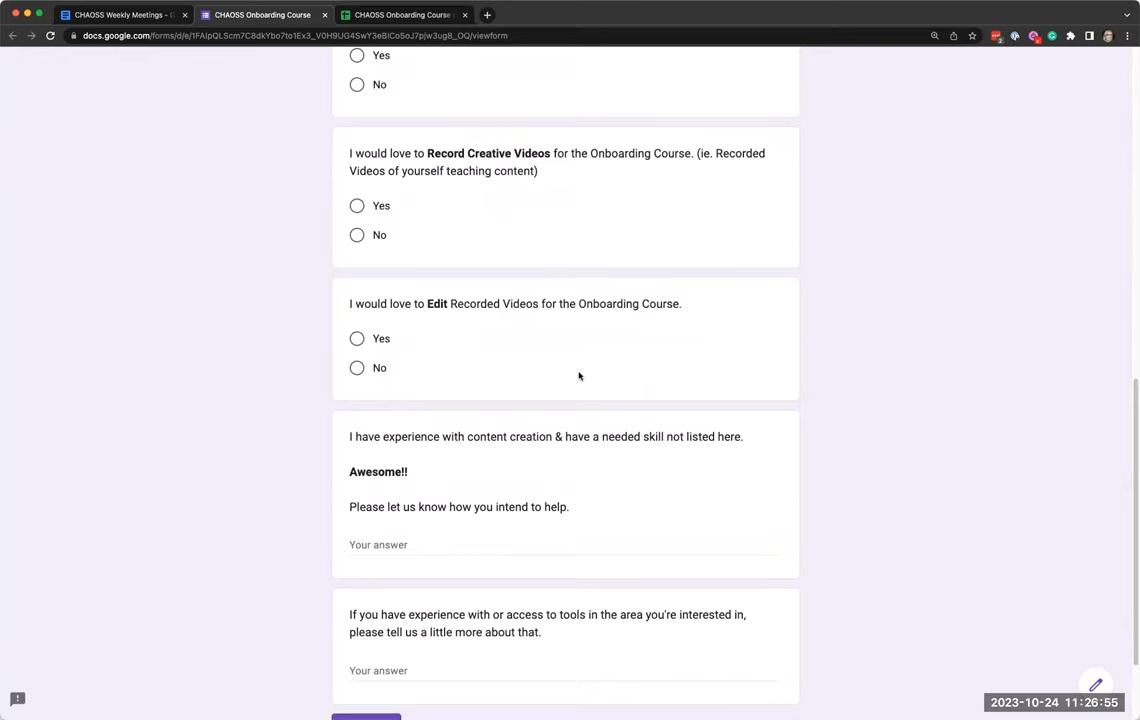 CHAOSS Weekly Meetings - G
CHAOSS Onboarding Course
CHAOSS Onboarding Course
docs.google.com/forms/d/e/1FAIpQLScm7C8dkYbo7to1Ex3_V0H9UG4SwY3eBICo5oJ7pjw3ug8_OQ/viewform
Yes
No
I would love to Record Creative Videos for the Onboarding Course. (ie. Recorded
Videos of yourself teaching content)
Yes
No
I would love to Edit Recorded Videos for the Onboarding Course.
Yes
No
I have experience with content creation & have a needed skill not listed here.
Awesome!!
Please let us know how you intend to help.
Your answer
If you have experience with or access to tools in the area you're interested in,
please tell us a little more about that.
Your answer
2023-10-24 11:26:55